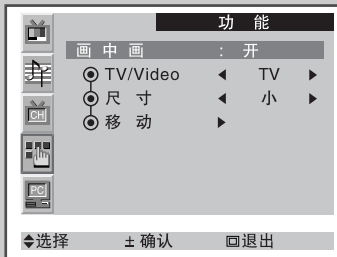 功 能
画 中 画 : 开
TV/Video ◀ TV ▶
尺 寸 ◀ 小 ▶
移 动 ▶
CH
PC
◆选择 ± 确认 回退出